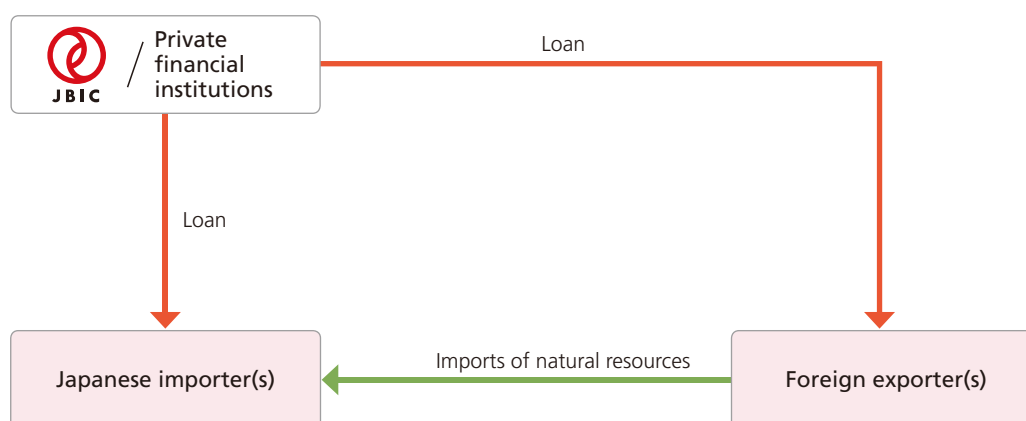 Private
financial
institutions
JBIC
Loan
Loan
Imports of natural resources
Japanese importer(s)
Foreign exporter(s)